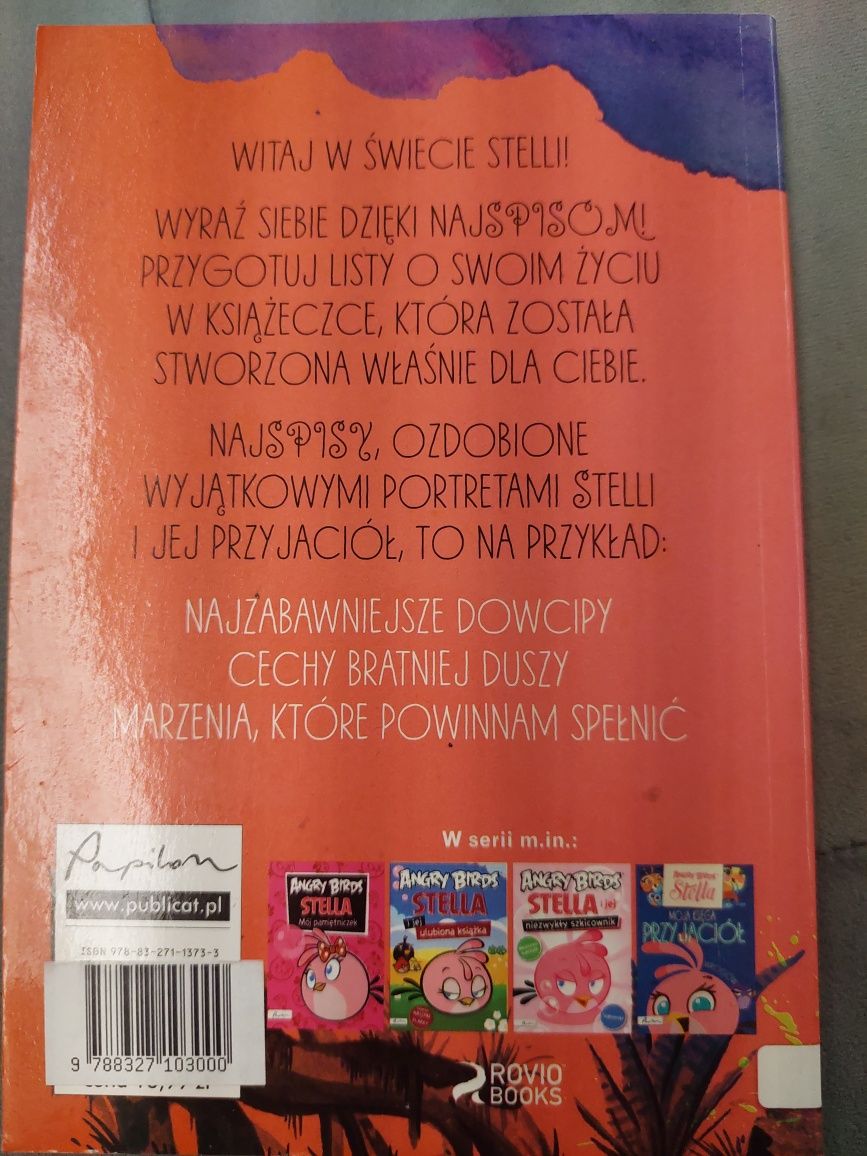 WITAJ W ŚWIECIE STELLI!
WYRAŹ SIEBIE DZIĘKI NAJSPISOM!
PRZYGOTUJ LISTY O SWOIM ŻYCIU
W KSIĄŻECZCE, KTÓRA ZOSTAŁA
STWORZONA WŁAŚNIE DLA CIEBIE.
NAJSPISY, OZDOBIONE
WYJĄTKOWYMI PORTRETAMI STELLI
I JEJ PRZYJACIÓŁ, TO NA PRZYKŁAD:
NAJZABAWNIEJSZE DOWCIPY
CECHY BRATNIEJ DUSZY
MARZENIA, KTÓRE POWINNAM SPEŁNIĆ
W serii m.in.:
Papilon
www.publicat.pl
ISBN 978-83-271-1373-3
9 788327 103000
ANGRY BIRDS
STELLA
Mój pamiętniczek
ANGRY BIRDS
STELLA
i jej
ulubiona książka
ANGRY BIRDS
STELLA i jej
niezwykły szkicownik
ANGRY BIRDS
Stella
MOJA KSIĘGA
PRZYJACIÓŁ
ROVIO
BOOKS